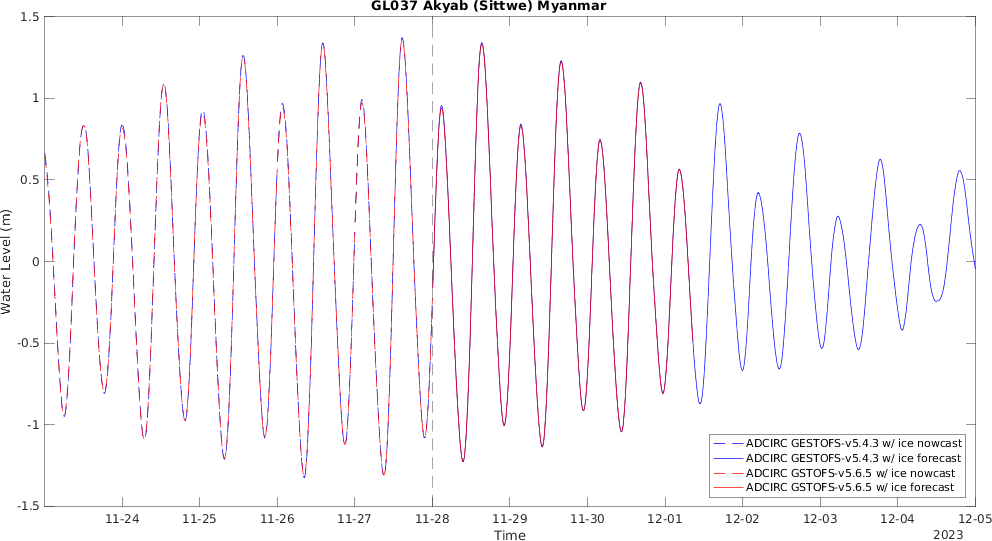 GL037 Akyab (Sittwe) Myanmar
1.5
1
0.5
0
-0.5
-1
-1.5
Water Level (m)
11-24 11-25 11-26 11-27 11-28 11-29 11-30 12-01 12-02 12-03 12-04 12-05
Time
2023
ADCIRC GESTOFS-v5.4.3 w/ ice nowcast
ADCIRC GESTOFS-v5.4.3 w/ ice forecast
ADCIRC GSTOFS-v5.6.5 w/ ice nowcast
ADCIRC GSTOFS-v5.6.5 w/ ice forecast